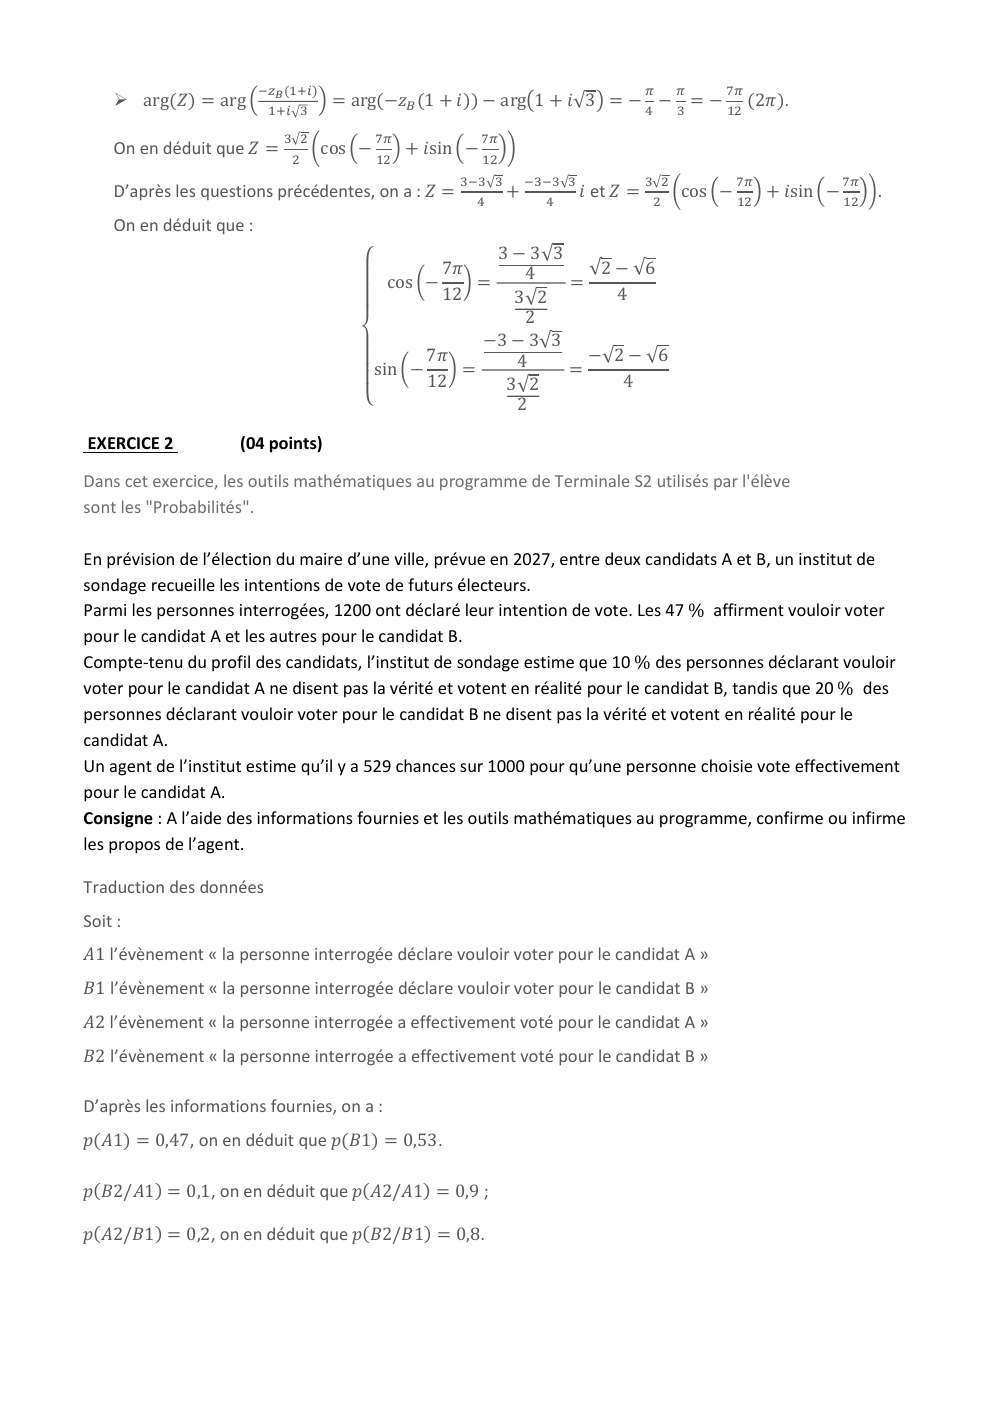 ➢ arg(Z) = arg((−z_B(1+i))/(1+i√3)) = arg(−z_B(1 + i)) − arg(1 + i√3) = −π/4 − π/3 = −7π/12 (2π).
On en déduit que Z = 3√2/2 (cos(−7π/12) + isin(−7π/12))
D’après les questions précédentes, on a : Z = (3−3√3)/4 + (−3−3√3)/4 i et Z = 3√2/2 (cos(−7π/12) + isin(−7π/12)).
On en déduit que :
{ cos(−7π/12) = ((3 − 3√3)/4)/(3√2/2) = (√2 − √6)/4
sin(−7π/12) = ((−3 − 3√3)/4)/(3√2/2) = (−√2 − √6)/4
EXERCICE 2 (04 points)
Dans cet exercice, les outils mathématiques au programme de Terminale S2 utilisés par l'élève
sont les "Probabilités".
En prévision de l’élection du maire d’une ville, prévue en 2027, entre deux candidats A et B, un institut de
sondage recueille les intentions de vote de futurs électeurs.
Parmi les personnes interrogées, 1200 ont déclaré leur intention de vote. Les 47 % affirment vouloir voter
pour le candidat A et les autres pour le candidat B.
Compte-tenu du profil des candidats, l’institut de sondage estime que 10 % des personnes déclarant vouloir
voter pour le candidat A ne disent pas la vérité et votent en réalité pour le candidat B, tandis que 20 % des
personnes déclarant vouloir voter pour le candidat B ne disent pas la vérité et votent en réalité pour le
candidat A.
Un agent de l’institut estime qu’il y a 529 chances sur 1000 pour qu’une personne choisie vote effectivement
pour le candidat A.
Consigne : A l’aide des informations fournies et les outils mathématiques au programme, confirme ou infirme
les propos de l’agent.
Traduction des données
Soit :
A1 l’évènement « la personne interrogée déclare vouloir voter pour le candidat A »
B1 l’évènement « la personne interrogée déclare vouloir voter pour le candidat B »
A2 l’évènement « la personne interrogée a effectivement voté pour le candidat A »
B2 l’évènement « la personne interrogée a effectivement voté pour le candidat B »
D’après les informations fournies, on a :
p(A1) = 0,47, on en déduit que p(B1) = 0,53.
p(B2/A1) = 0,1, on en déduit que p(A2/A1) = 0,9 ;
p(A2/B1) = 0,2, on en déduit que p(B2/B1) = 0,8.